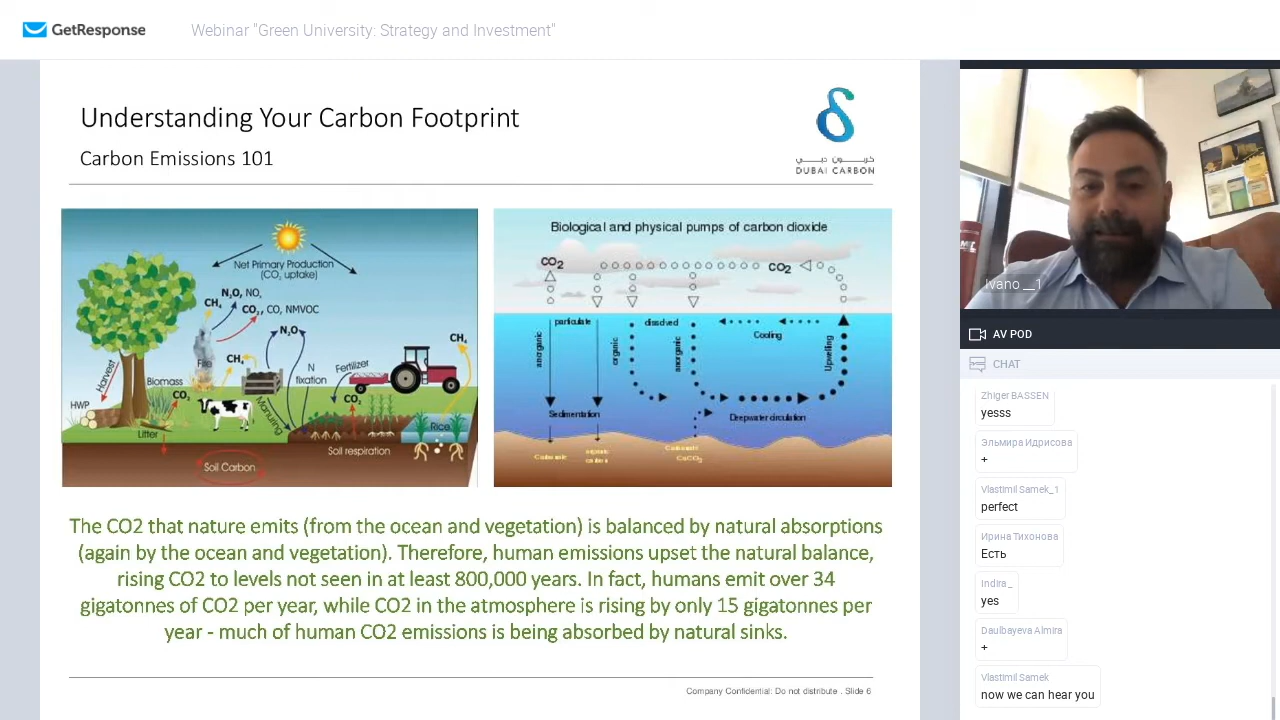 GetResponse
Webinar "Green University: Strategy and Investment"
Understanding Your Carbon Footprint
Carbon Emissions 101
كربـــــون دبـــــي
DUBAI CARBON
Net Primary Production
(CO₂ uptake)
N₂O, NO,
CH₄
CO₂, CO, NMVOC
N₂O
CH₄
Fire
CH₄
Harvest
Biomass
N
fixation
Fertilizer
CO₂
CO₂
HWP
Manuring
Rice
Litter
Soil respiration
Soil Carbon
Biological and physical pumps of carbon dioxide
CO₂
CO₂
particulate
dissolved
Cooling
anorganic
organic
anorganic
Upwelling
Sedimentation
Deepwater circulation
The CO2 that nature emits (from the ocean and vegetation) is balanced by natural absorptions
(again by the ocean and vegetation). Therefore, human emissions upset the natural balance,
rising CO2 to levels not seen in at least 800,000 years. In fact, humans emit over 34
gigatonnes of CO2 per year, while CO2 in the atmosphere is rising by only 15 gigatonnes per
year - much of human CO2 emissions is being absorbed by natural sinks.
Company Confidential: Do not distribute . Slide 6
Ivano __1
AV POD
CHAT
Zhiger BASSEN
yesss
Эльмира Идрисова
+
Vlastimil Samek_1
perfect
Ирина Тихонова
Есть
Indira_
yes
Daulbayeva Almira
+
Vlastimil Samek
now we can hear you